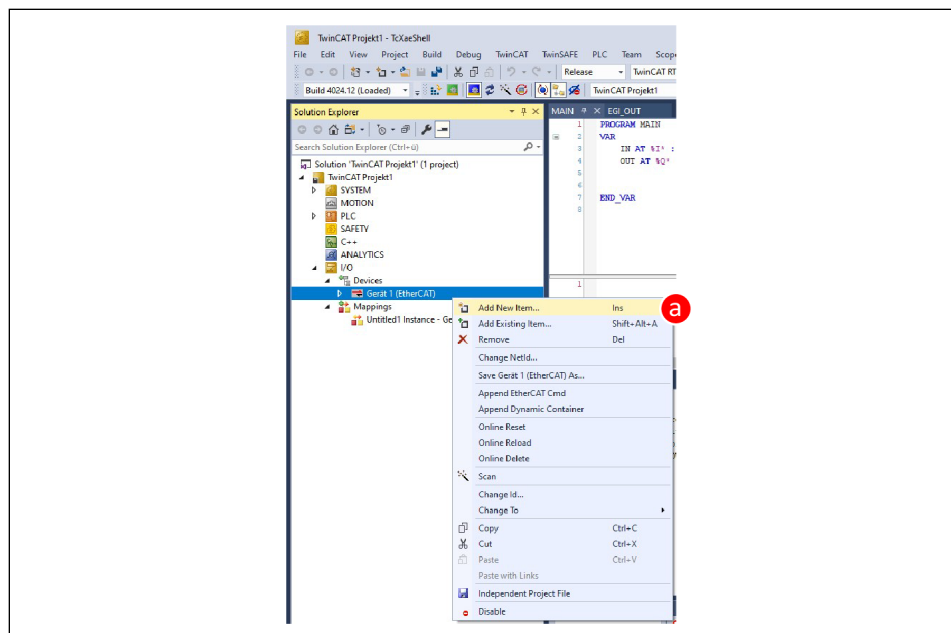 TwinCAT Projekt1 - TcXaeShell
File Edit View Project Build Debug TwinCAT TwinSAFE PLC Team Scop
Release TwinCAT RT
Build 4024.12 (Loaded) TwinCAT Projekt1
Solution Explorer
Search Solution Explorer (Ctrl+ü)
Solution 'TwinCAT Projekt1' (1 project)
TwinCAT Projekt1
SYSTEM
MOTION
PLC
SAFETY
C++
ANALYTICS
I/O
Devices
Gerät 1 (EtherCAT)
Mappings
Untitled1 Instance - Ge
MAIN EGI_OUT
1 PROGRAM MAIN
2 VAR
3 IN AT %I* :
4 OUT AT %Q*
5
6
7 END_VAR
8
1
Add New Item... Ins
a
Add Existing Item... Shift+Alt+A
Remove Del
Change NetId...
Save Gerät 1 (EtherCAT) As...
Append EtherCAT Cmd
Append Dynamic Container
Online Reset
Online Reload
Online Delete
Scan
Change Id...
Change To
Copy Ctrl+C
Cut Ctrl+X
Paste Ctrl+V
Paste with Links
Independent Project File
Disable